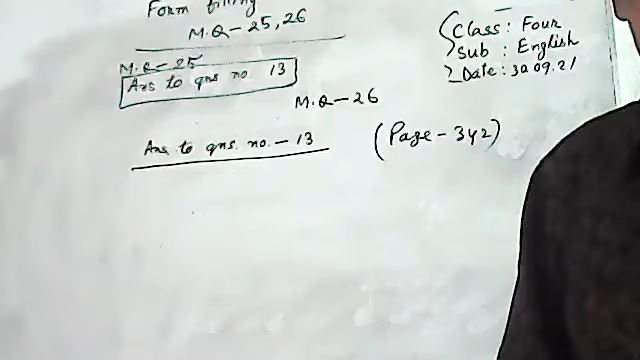 Form filling
M.Q-25,26
M.Q-25
Ans to qns no. 13
M.Q-26
Ans to qns. no.-13
(Page-342)
Class: Four
Sub: English
Date: 30.09.21